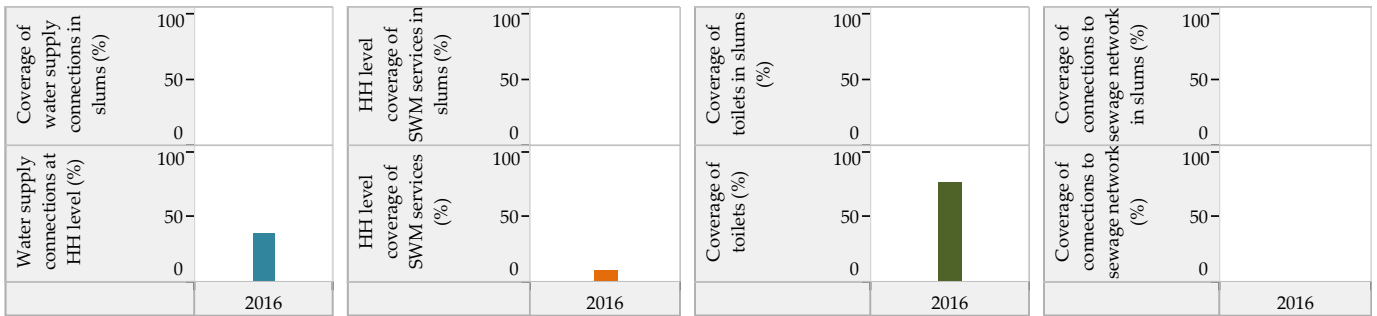 Coverage of
water supply
connections in
slums (%)
100
50
0
Water supply
connections at
HH level (%)
100
50
0
2016
HH level
coverage of
SWM services in
slums (%)
100
50
0
HH level
coverage of
SWM services
(%)
100
50
0
2016
Coverage of
toilets in slums
(%)
100
50
0
Coverage of
toilets (%)
100
50
0
2016
Coverage of
connections to
sewage network
in slums (%)
100
50
0
Coverage of
connections to
sewage network
(%)
100
50
0
2016